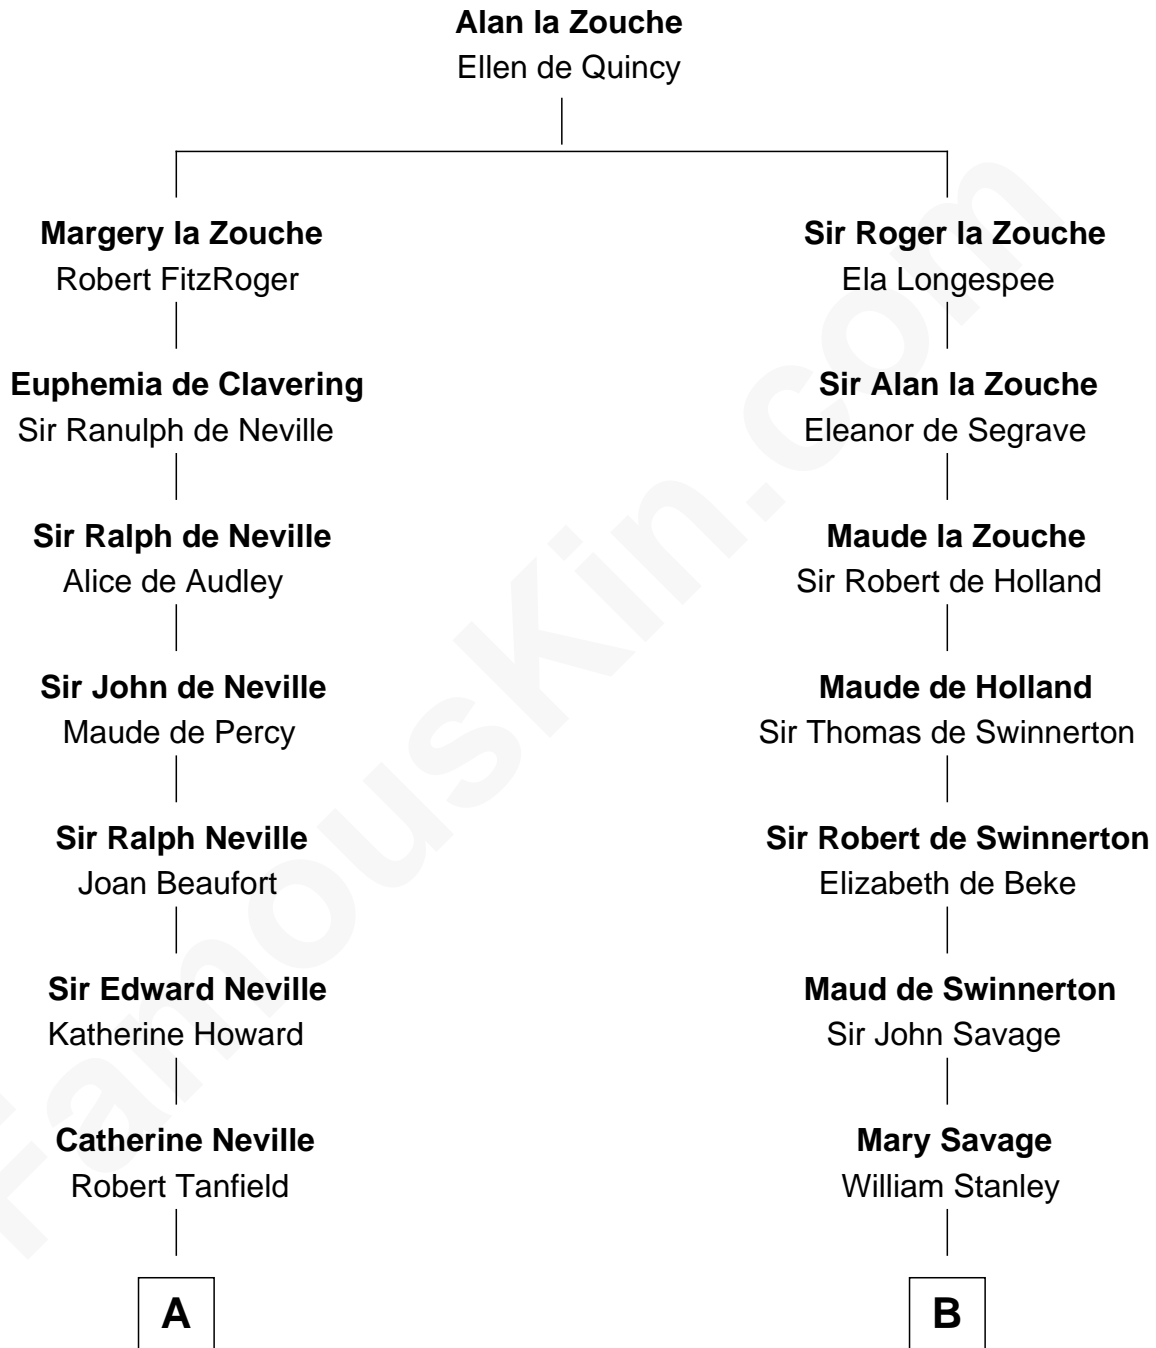 Alan la Zouche
Ellen de Quincy
Margery la Zouche
Robert FitzRoger
Sir Roger la Zouche
Ela Longespee
Euphemia de Clavering
Sir Ranulph de Neville
Sir Alan la Zouche
Eleanor de Segrave
Sir Ralph de Neville
Alice de Audley
Maude la Zouche
Sir Robert de Holland
Sir John de Neville
Maude de Percy
Maude de Holland
Sir Thomas de Swinnerton
Sir Ralph Neville
Joan Beaufort
Sir Robert de Swinnerton
Elizabeth de Beke
Sir Edward Neville
Katherine Howard
Maud de Swinnerton
Sir John Savage
Catherine Neville
Robert Tanfield
Mary Savage
William Stanley
A
B
FamousKin.com